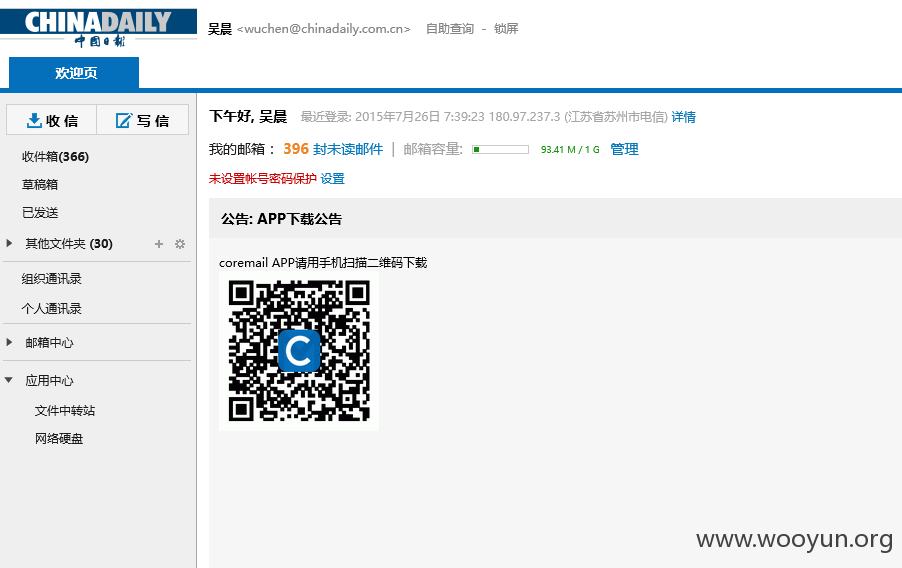 CHINADAILY
中国日报
吴晨 <wuchen@chinadaily.com.cn> 自助查询 - 锁屏
欢迎页
收信 写信
收件箱(366)
草稿箱
已发送
其他文件夹 (30)
组织通讯录
个人通讯录
邮箱中心
应用中心
文件中转站
网络硬盘
下午好, 吴晨 最近登录: 2015年7月26日 7:39:23 180.97.237.3 (江苏省苏州市电信) 详情
我的邮箱： 396 封未读邮件 | 邮箱容量: 93.41 M / 1 G 管理
未设置帐号密码保护 设置
公告: APP下载公告
coremail APP请用手机扫描二维码下载
C
www.wooyun.org